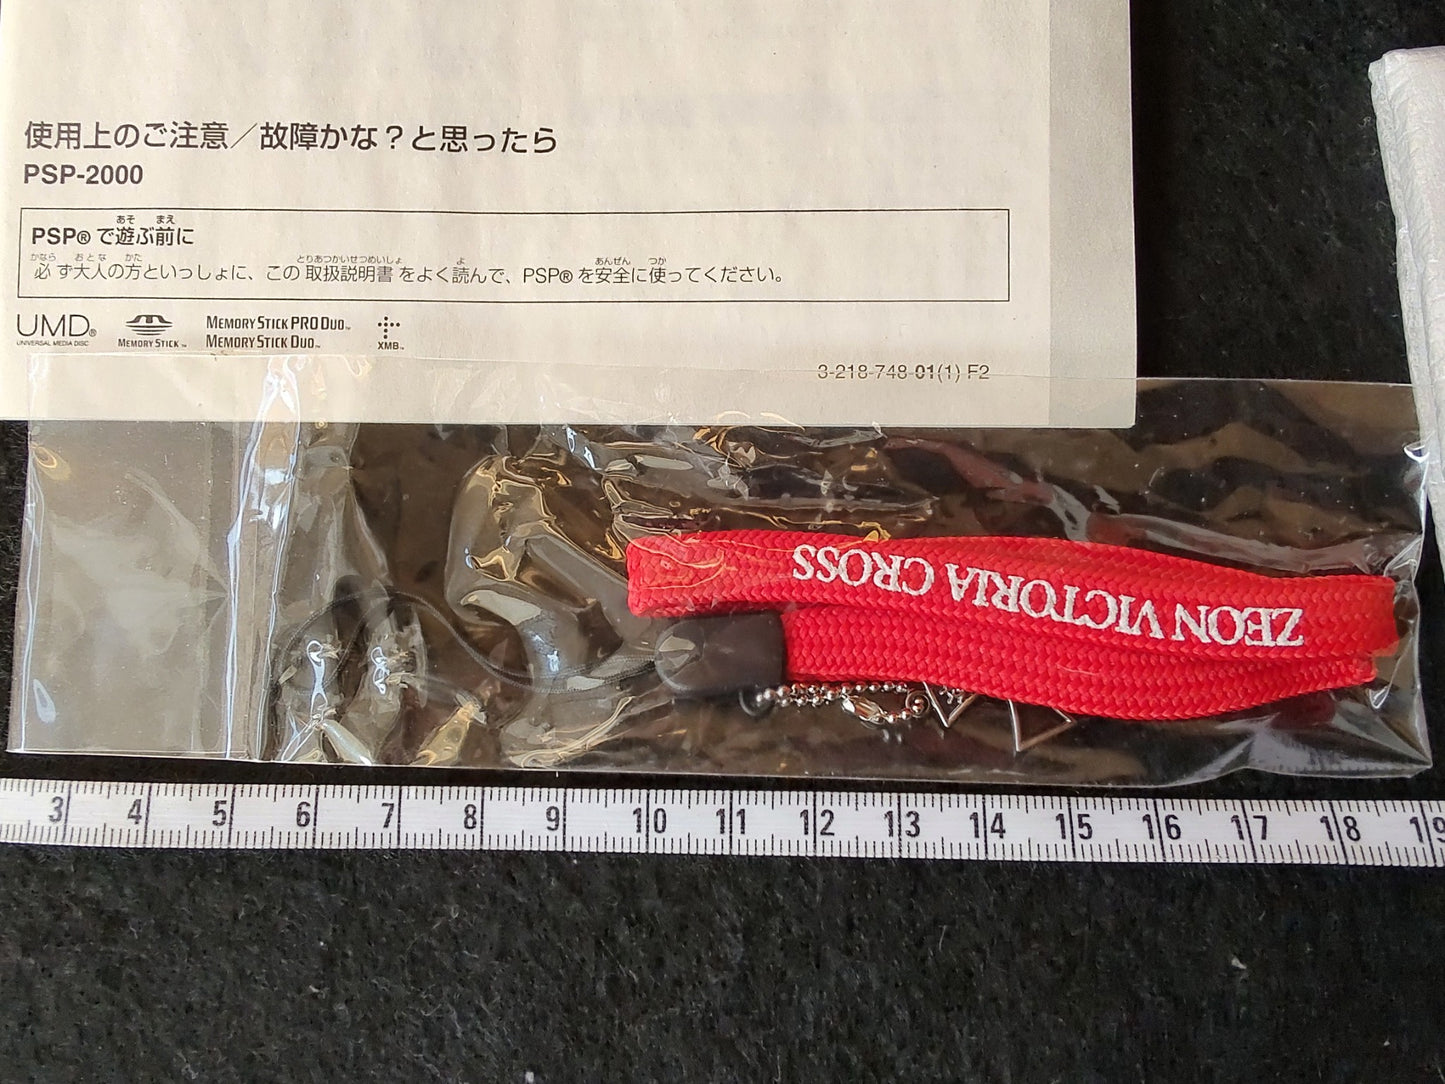 使用上のご注意／故障かな？と思ったら
PSP-2000
あそ まえ
PSP® で遊ぶ前に
かなら おとな かた とりあつかいせつめいしょ よ あんぜん つか
必ず大人の方といっしょに、この取扱説明書をよく読んで、PSP® を安全に使ってください。
UMD®
UNIVERSAL MEDIA DISC
MEMORY STICK™
MEMORY STICK PRO DUO™
MEMORY STICK DUO™
XMB™
3-218-748-01(1) F2
ZEON VICTORIA CROSS
3 4 5 6 7 8 9 10 11 12 13 14 15 16 17 18 19